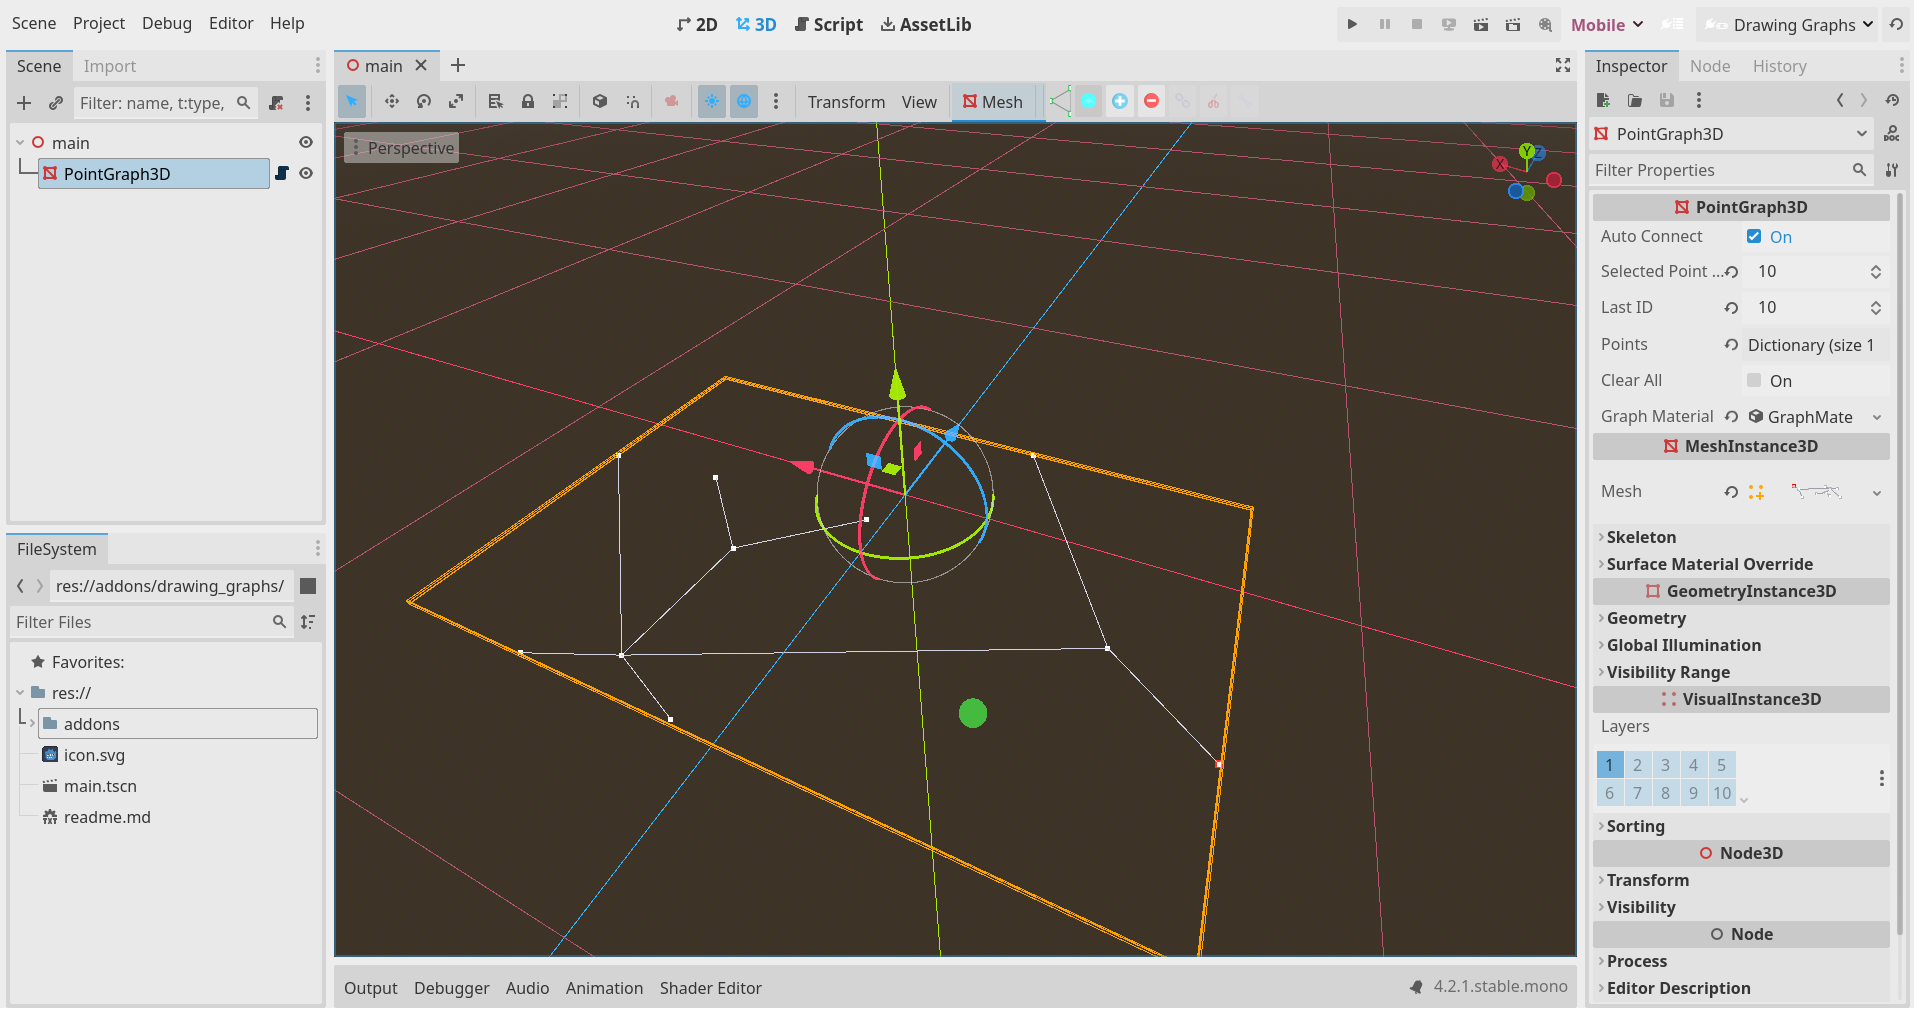 Scene Project Debug Editor Help
2D 3D Script AssetLib
Mobile Drawing Graphs
Scene Import
Filter: name, t:type,
main
PointGraph3D
FileSystem
res://addons/drawing_graphs/
Filter Files
Favorites:
res://
addons
icon.svg
main.tscn
readme.md
main
Transform View Mesh
Perspective
X Y Z
Output Debugger Audio Animation Shader Editor
4.2.1.stable.mono
Inspector Node History
PointGraph3D
Filter Properties
PointGraph3D
Auto Connect On
Selected Point ... 10
Last ID 10
Points Dictionary (size 1
Clear All On
Graph Material GraphMate
MeshInstance3D
Mesh
Skeleton
Surface Material Override
GeometryInstance3D
Geometry
Global Illumination
Visibility Range
VisualInstance3D
Layers
1 2 3 4 5
6 7 8 9 10
Sorting
Node3D
Transform
Visibility
Node
Process
Editor Description